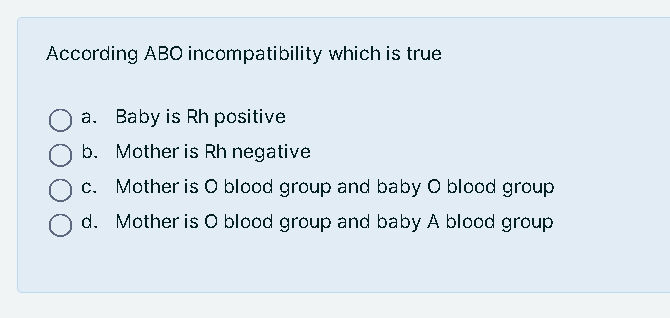 According ABO incompatibility which is true
a. Baby is Rh positive
b. Mother is Rh negative
c. Mother is O blood group and baby O blood group
d. Mother is O blood group and baby A blood group